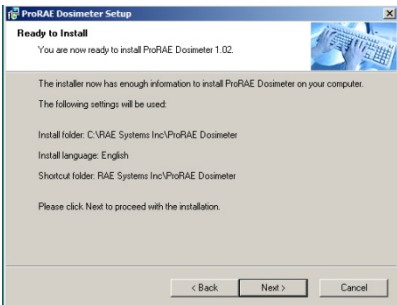 ProRAE Dosimeter Setup
Ready to Install
You are now ready to install ProRAE Dosimeter 1.02.
The installer now has enough information to install ProRAE Dosimeter on your computer.
The following settings will be used:
Install folder: C:\RAE Systems Inc\ProRAE Dosimeter
Install language: English
Shortcut folder: RAE Systems Inc\ProRAE Dosimeter
Please click Next to proceed with the installation.
< Back Next > Cancel